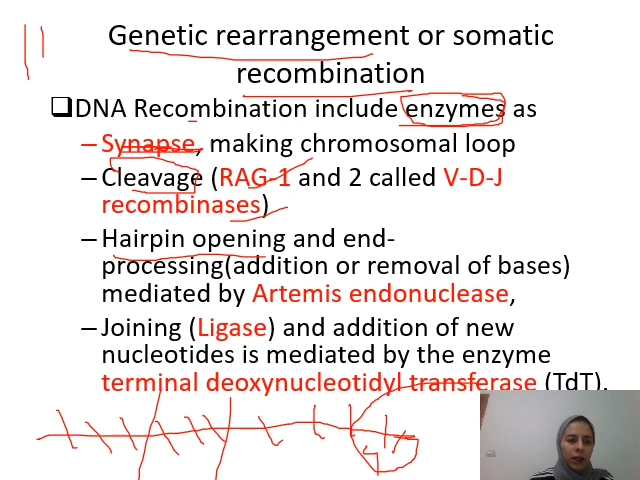 Genetic rearrangement or somatic
recombination
❑DNA Recombination include enzymes as
– Synapse, making chromosomal loop
– Cleavage (RAG-1 and 2 called V-D-J
recombinases)
– Hairpin opening and end-
processing(addition or removal of bases)
mediated by Artemis endonuclease,
– Joining (Ligase) and addition of new
nucleotides is mediated by the enzyme
terminal deoxynucleotidyl transferase (TdT).